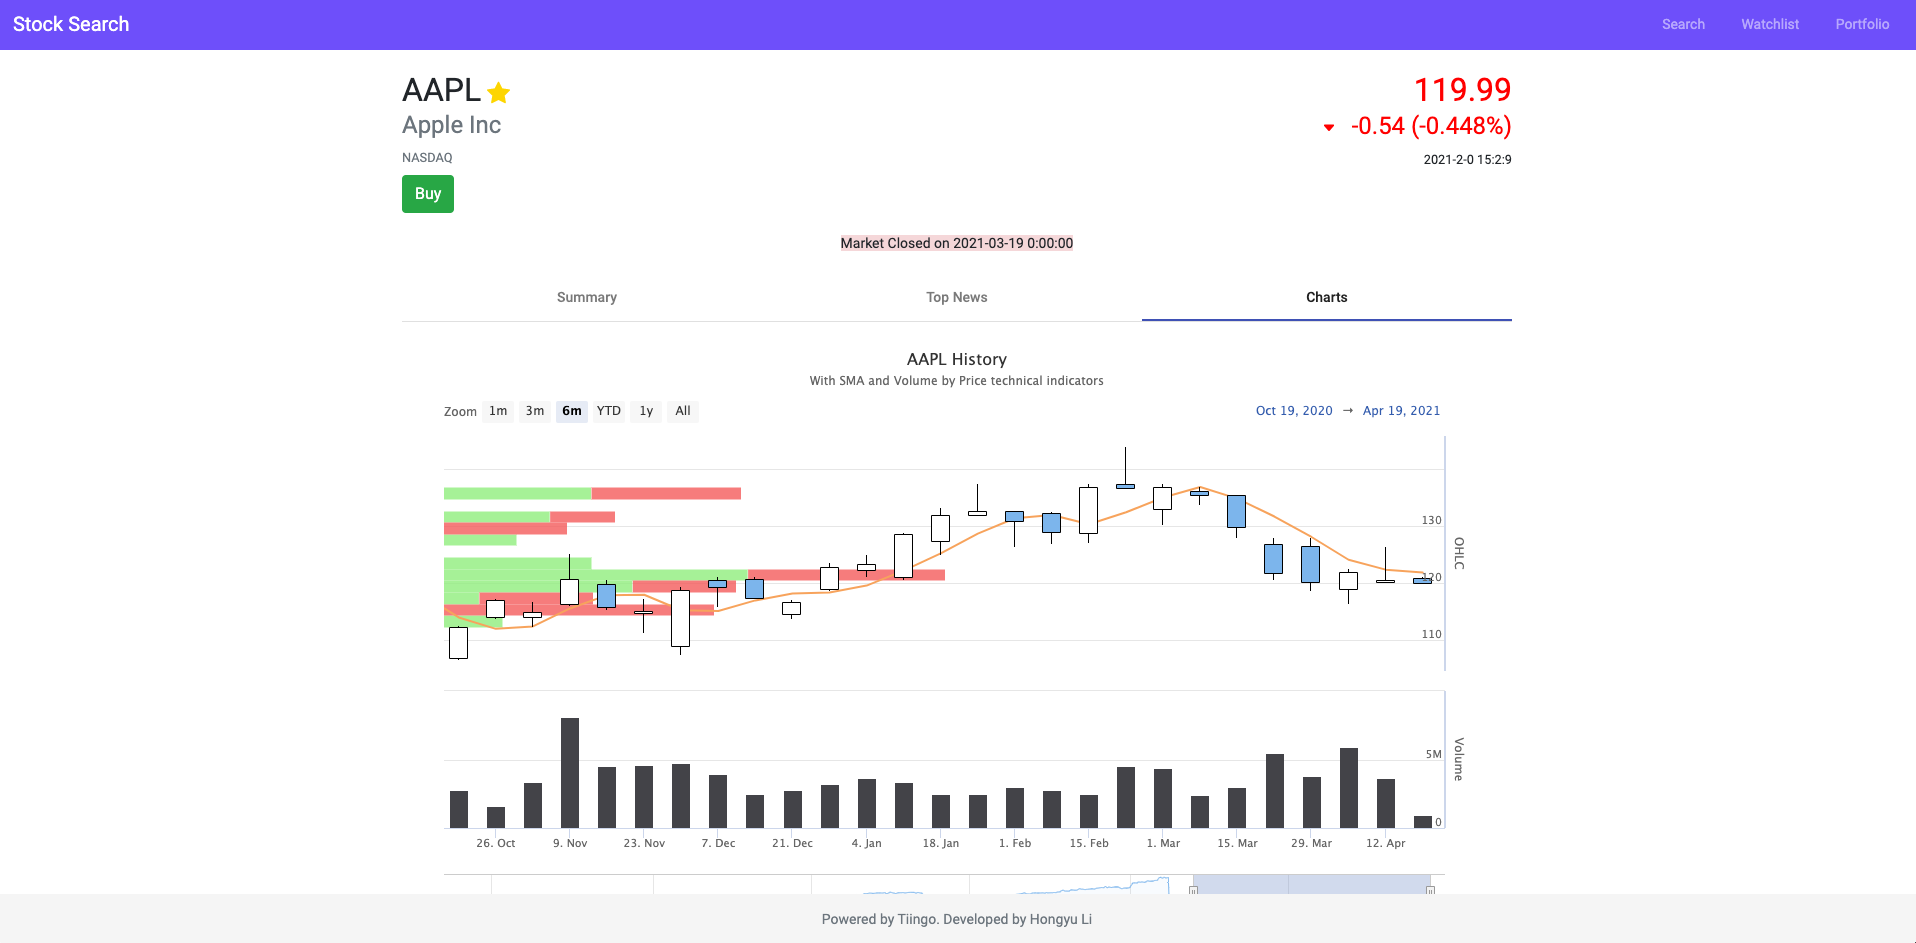 Stock Search
Search Watchlist Portfolio
AAPL
Apple Inc
NASDAQ
Buy
119.99
-0.54 (-0.448%)
2021-2-0 15:2:9
Market Closed on 2021-03-19 0:00:00
Summary Top News Charts
AAPL History
With SMA and Volume by Price technical indicators
Zoom 1m 3m 6m YTD 1y All
Oct 19, 2020 → Apr 19, 2021
130
120
110
OHLC
5M
0
Volume
26. Oct 9. Nov 23. Nov 7. Dec 21. Dec 4. Jan 18. Jan 1. Feb 15. Feb 1. Mar 15. Mar 29. Mar 12. Apr
Powered by Tiingo. Developed by Hongyu Li